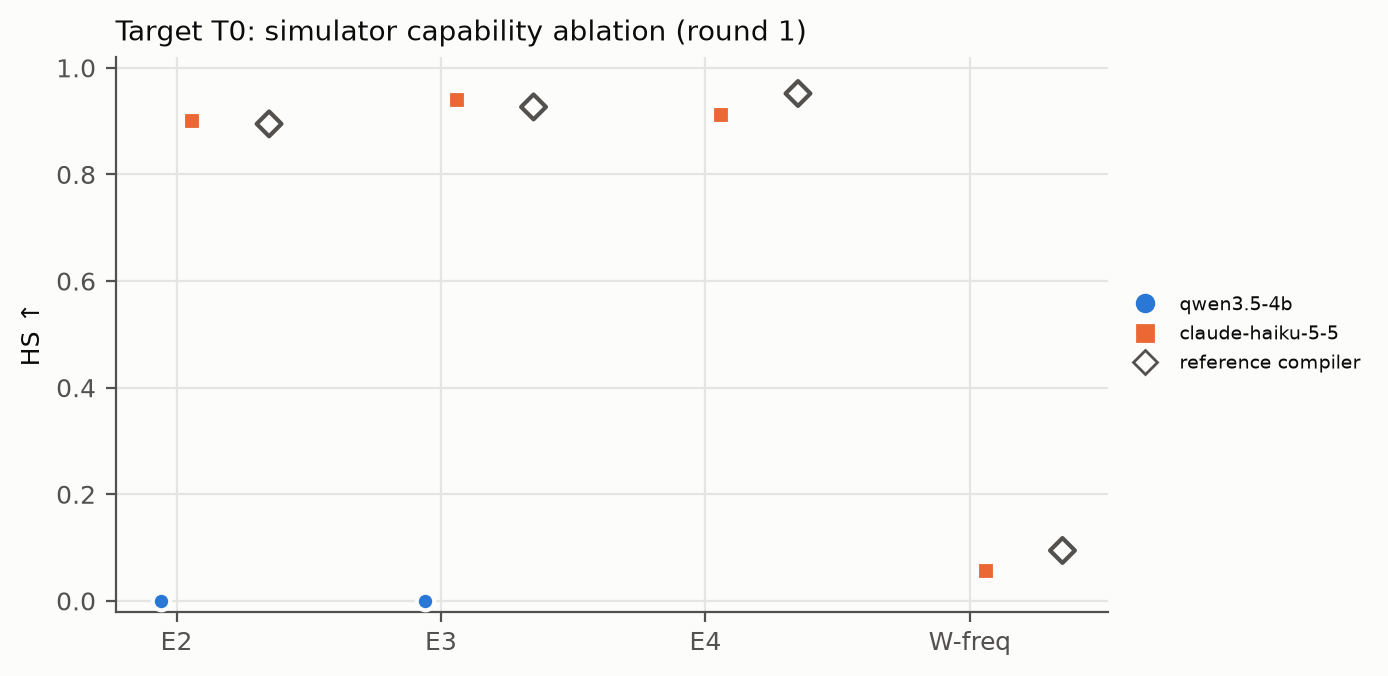 Target T0: simulator capability ablation (round 1)
HS ↑
1.0
0.8
0.6
0.4
0.2
0.0
E2 E3 E4 W-freq
qwen3.5-4b
claude-haiku-5-5
reference compiler